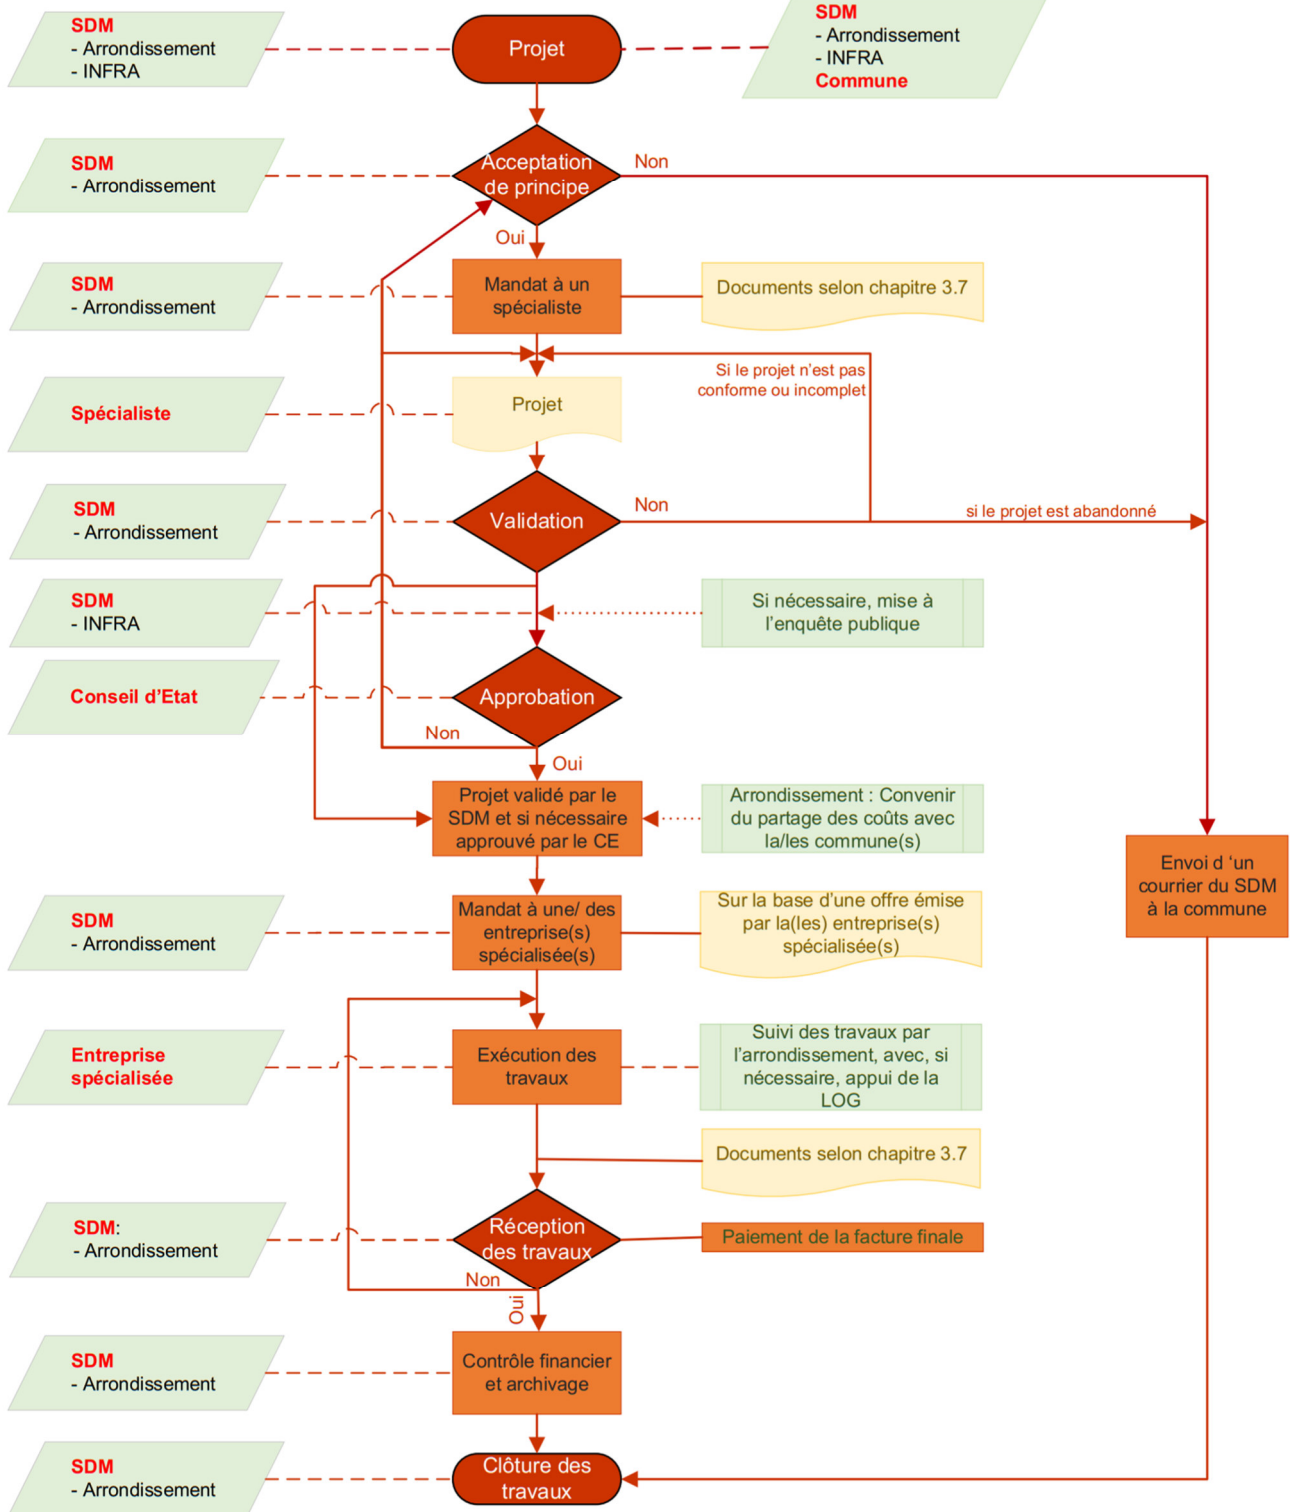 SDM
- Arrondissement
- INFRA
Projet
SDM
- Arrondissement
- INFRA
Commune
SDM
- Arrondissement
Acceptation
de principe
Non
Oui
SDM
- Arrondissement
Mandat à un
spécialiste
Documents selon chapitre 3.7
Si le projet n’est pas
conforme ou incomplet
Spécialiste
Projet
SDM
- Arrondissement
Validation
Non
si le projet est abandonné
SDM
- INFRA
Si nécessaire, mise à
l’enquête publique
Conseil d’Etat
Approbation
Non
Oui
Projet validé par le
SDM et si nécessaire
approuvé par le CE
Arrondissement : Convenir
du partage des coûts avec
la/les commune(s)
Envoi d ‘un
courrier du SDM
à la commune
SDM
- Arrondissement
Mandat à une/ des
entreprise(s)
spécialisée(s)
Sur la base d’une offre émise
par la(les) entreprise(s)
spécialisée(s)
Entreprise
spécialisée
Exécution des
travaux
Suivi des travaux par
l’arrondissement, avec, si
nécessaire, appui de la
LOG
Documents selon chapitre 3.7
SDM:
- Arrondissement
Réception
des travaux
Paiement de la facture finale
Non
Oui
SDM
- Arrondissement
Contrôle financier
et archivage
SDM
- Arrondissement
Clôture des
travaux